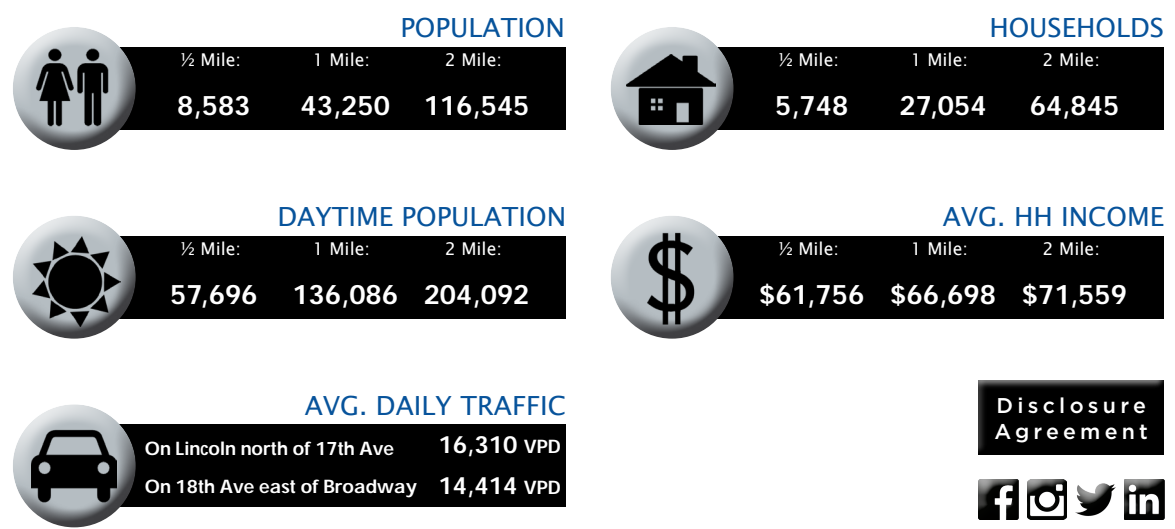 POPULATION
½ Mile: 1 Mile: 2 Mile:
8,583 43,250 116,545
HOUSEHOLDS
½ Mile: 1 Mile: 2 Mile:
5,748 27,054 64,845
DAYTIME POPULATION
½ Mile: 1 Mile: 2 Mile:
57,696 136,086 204,092
AVG. HH INCOME
½ Mile: 1 Mile: 2 Mile:
$61,756 $66,698 $71,559
AVG. DAILY TRAFFIC
On Lincoln north of 17th Ave 16,310 VPD
On 18th Ave east of Broadway 14,414 VPD
Disclosure
Agreement